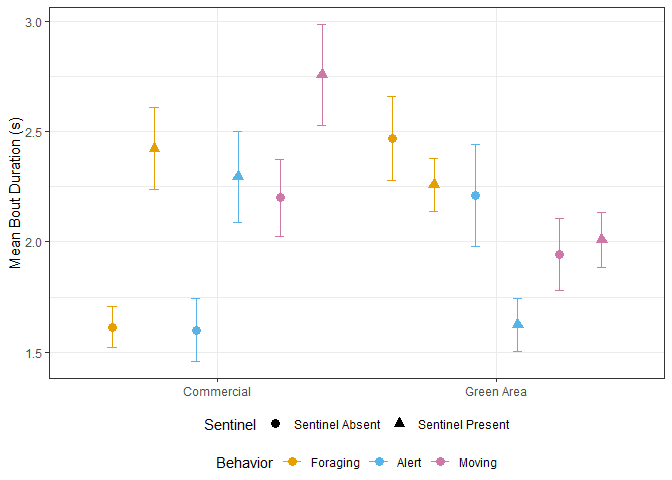 Mean Bout Duration (s)
3.0
2.5
2.0
1.5
Commercial Green Area
Sentinel Sentinel Absent Sentinel Present
Behavior Foraging Alert Moving